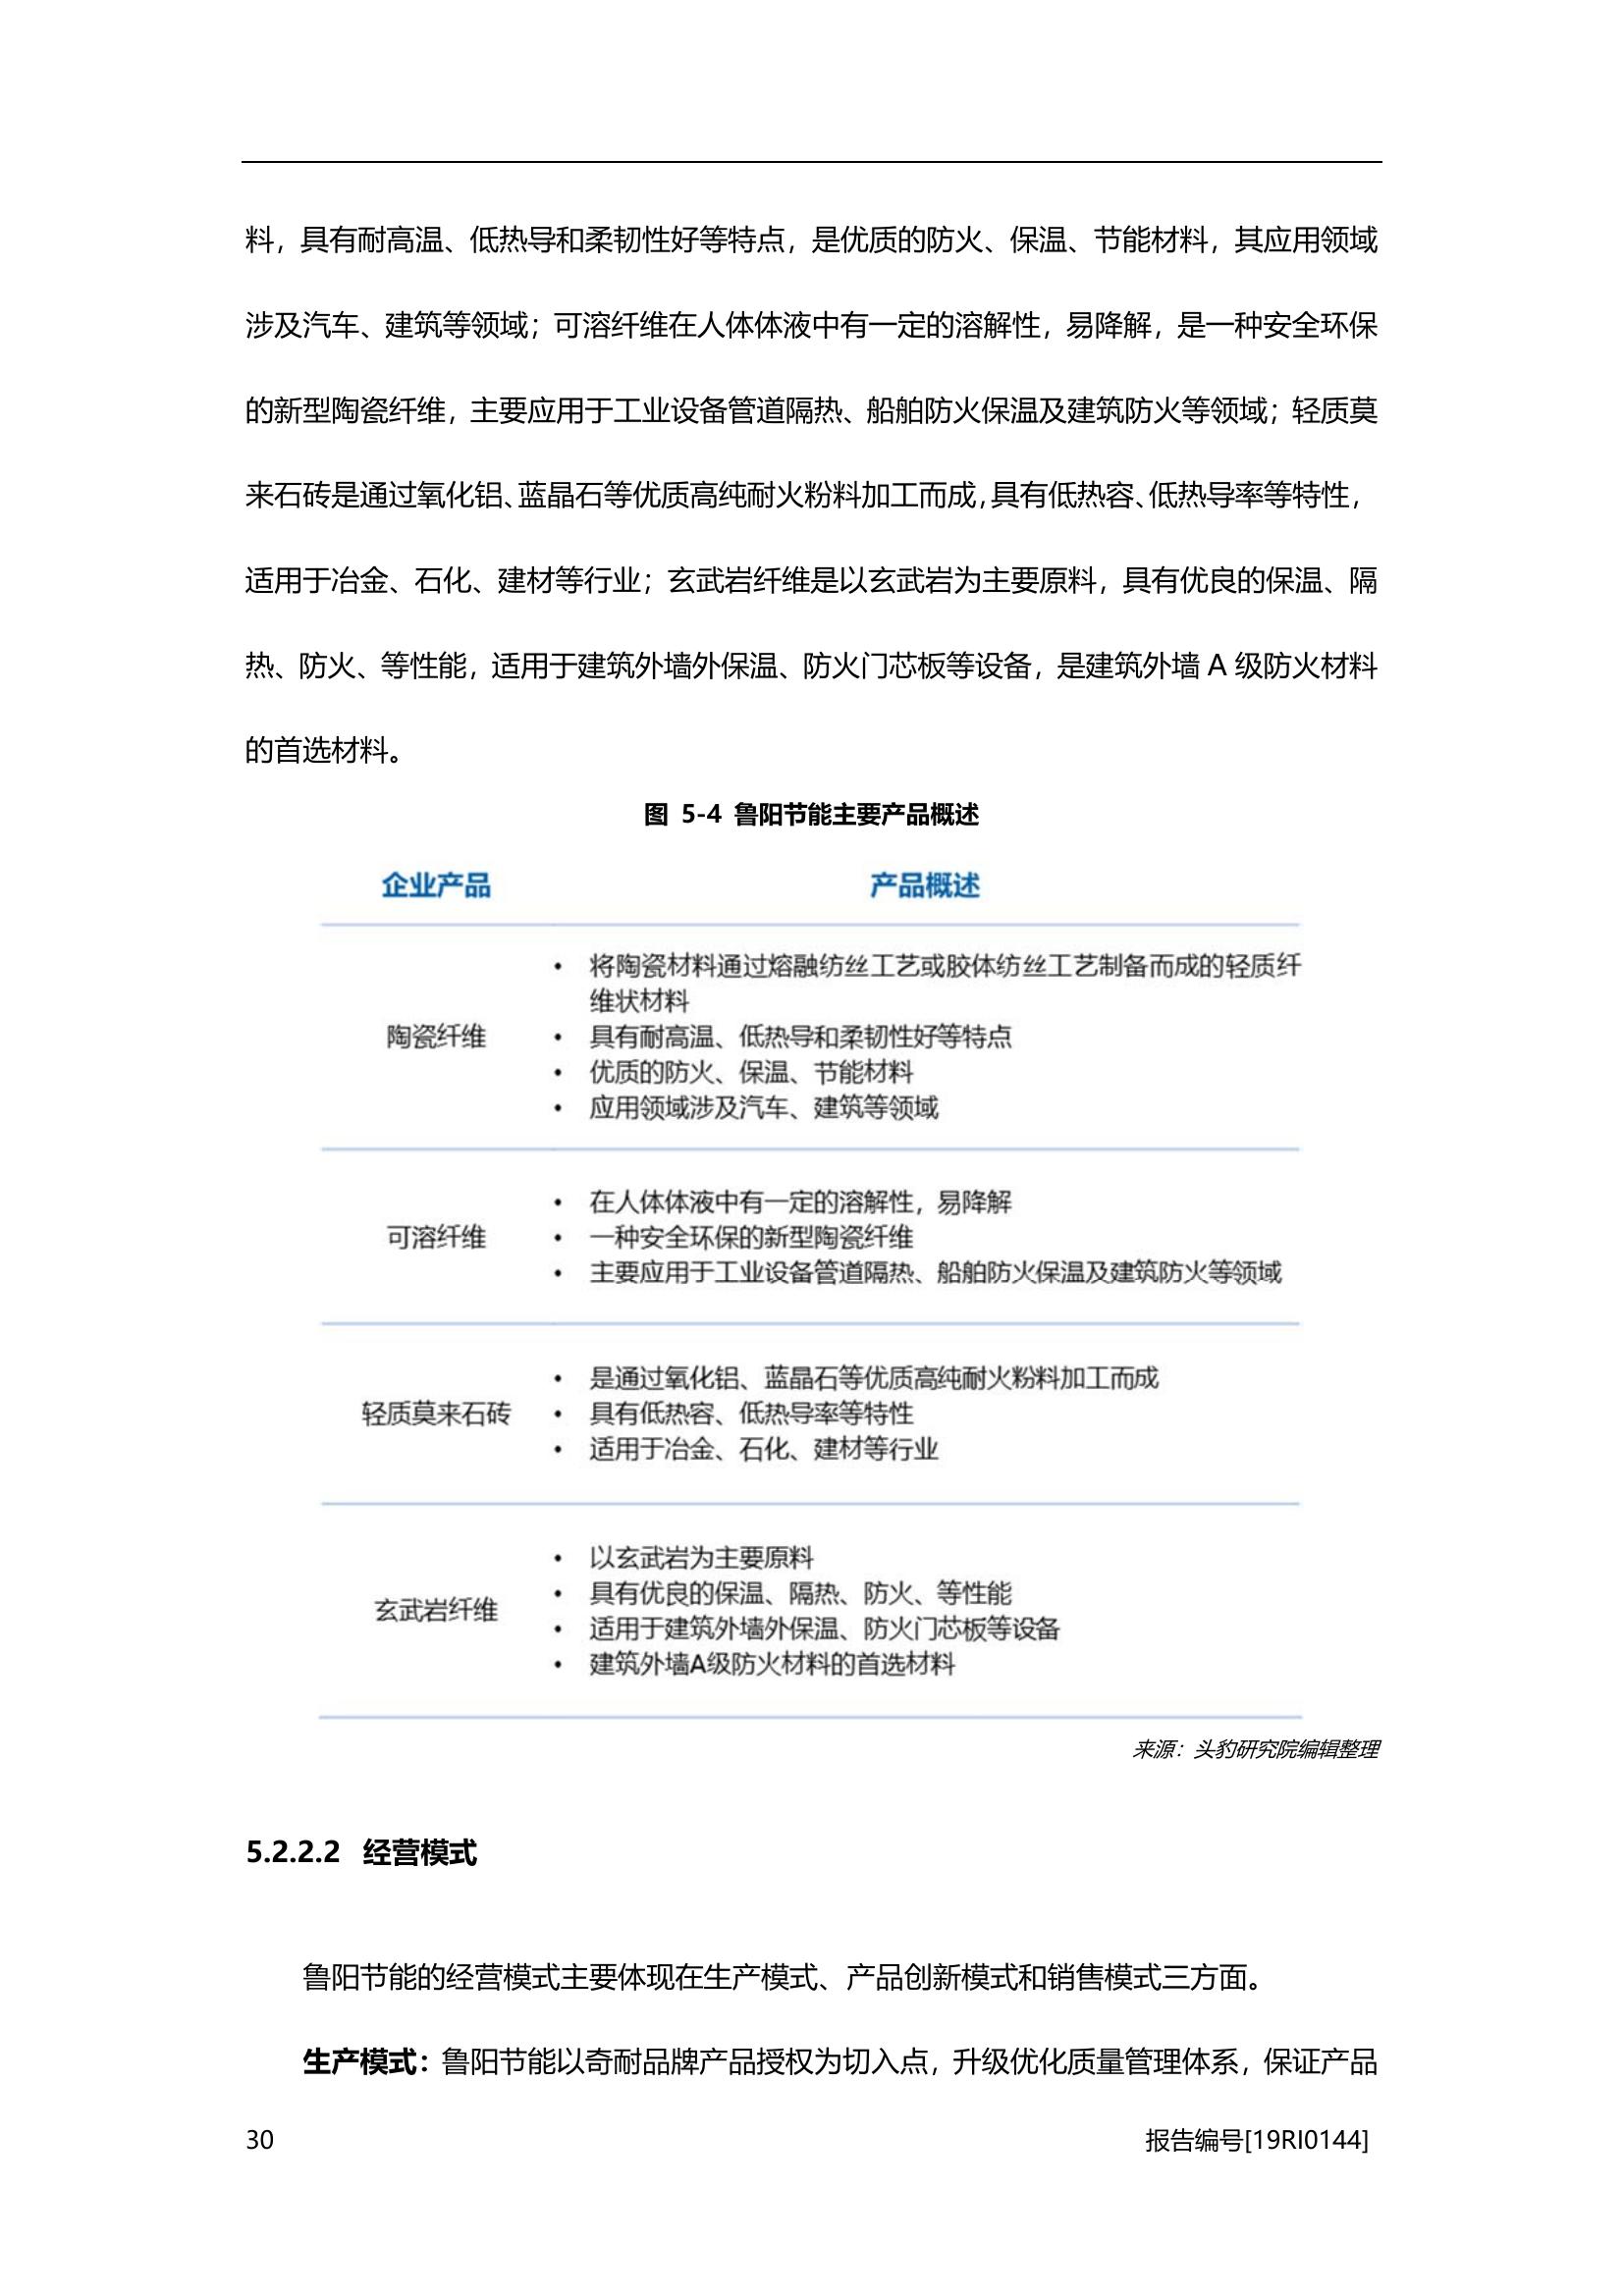 料，具有耐高温、低热导和柔韧性好等特点，是优质的防火、保温、节能材料，其应用领域
涉及汽车、建筑等领域；可溶纤维在人体体液中有一定的溶解性，易降解，是一种安全环保
的新型陶瓷纤维，主要应用于工业设备管道隔热、船舶防火保温及建筑防火等领域；轻质莫
来石砖是通过氧化铝、蓝晶石等优质高纯耐火粉料加工而成，具有低热容、低热导率等特性，
适用于冶金、石化、建材等行业；玄武岩纤维是以玄武岩为主要原料，具有优良的保温、隔
热、防火、等性能，适用于建筑外墙外保温、防火门芯板等设备，是建筑外墙 A 级防火材料
的首选材料。
图 5-4 鲁阳节能主要产品概述
企业产品 产品概述
陶瓷纤维
• 将陶瓷材料通过熔融纺丝工艺或胶体纺丝工艺制备而成的轻质纤
维状材料
• 具有耐高温、低热导和柔韧性好等特点
• 优质的防火、保温、节能材料
• 应用领域涉及汽车、建筑等领域
可溶纤维
• 在人体体液中有一定的溶解性，易降解
• 一种安全环保的新型陶瓷纤维
• 主要应用于工业设备管道隔热、船舶防火保温及建筑防火等领域
轻质莫来石砖
• 是通过氧化铝、蓝晶石等优质高纯耐火粉料加工而成
• 具有低热容、低热导率等特性
• 适用于冶金、石化、建材等行业
玄武岩纤维
• 以玄武岩为主要原料
• 具有优良的保温、隔热、防火、等性能
• 适用于建筑外墙外保温、防火门芯板等设备
• 建筑外墙A级防火材料的首选材料
来源：头豹研究院编辑整理
5.2.2.2 经营模式
鲁阳节能的经营模式主要体现在生产模式、产品创新模式和销售模式三方面。
生产模式：鲁阳节能以奇耐品牌产品授权为切入点，升级优化质量管理体系，保证产品
30 报告编号[19RI0144]